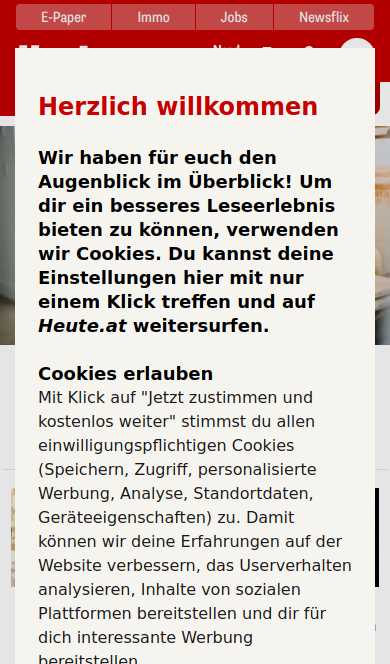 E-Paper Immo Jobs Newsflix
Herzlich willkommen
Wir haben für euch den
Augenblick im Überblick! Um
dir ein besseres Leseerlebnis
bieten zu können, verwenden
wir Cookies. Du kannst deine
Einstellungen hier mit nur
einem Klick treffen und auf
Heute.at weitersurfen.
Cookies erlauben
Mit Klick auf "Jetzt zustimmen und
kostenlos weiter" stimmst du allen
einwilligungspflichtigen Cookies
(Speichern, Zugriff, personalisierte
Werbung, Analyse, Standortdaten,
Geräteeigenschaften) zu. Damit
können wir deine Erfahrungen auf der
Website verbessern, das Userverhalten
analysieren, Inhalte von sozialen
Plattformen bereitstellen und dir für
dich interessante Werbung
bereitstellen